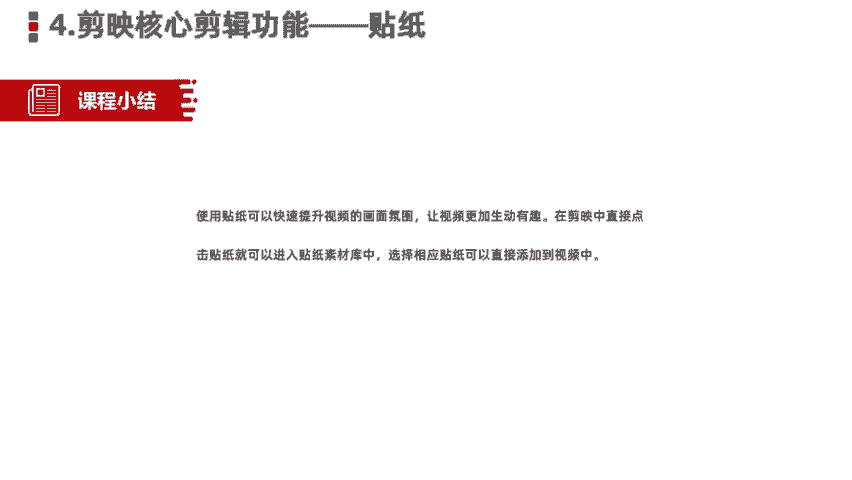 4.剪映核心剪辑功能——贴纸
课程小结
使用贴纸可以快速提升视频的画面氛围，让视频更加生动有趣。在剪映中直接点
击贴纸就可以进入贴纸素材库中，选择相应贴纸可以直接添加到视频中。